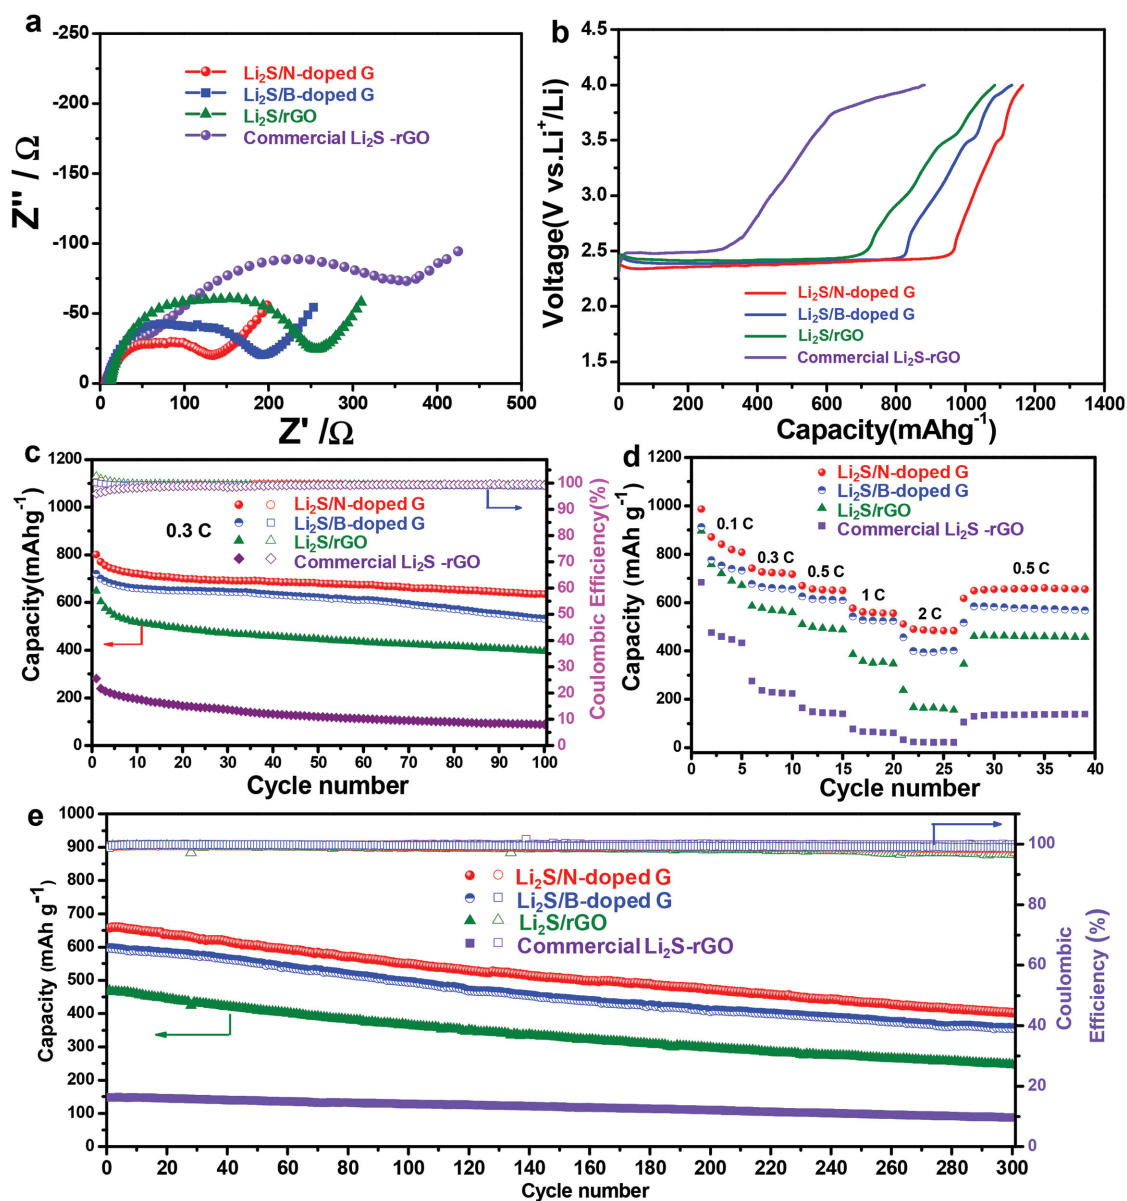 a
-250
-200
-150
-100
-50
0
0
100
200
300
400
500
Z'' / Ω
Z' /Ω
Li₂S/N-doped G
Li₂S/B-doped G
Li₂S/rGO
Commercial Li₂S -rGO
b
4.5
4.0
3.5
3.0
2.5
2.0
1.5
0
200
400
600
800
1000
1200
1400
Voltage(V vs.Li⁺/Li)
Capacity(mAhg⁻¹)
Li₂S/N-doped G
Li₂S/B-doped G
Li₂S/rGO
Commercial Li₂S-rGO
c
1200
1000
800
600
400
200
0
0
10
20
30
40
50
60
70
80
90
100
100
90
80
70
60
50
40
30
20
10
0
Capacity(mAhg⁻¹)
Cycle number
Coulombic Efficiency(%)
0.3 C
Li₂S/N-doped G
Li₂S/B-doped G
Li₂S/rGO
Commercial Li₂S -rGO
d
1200
1000
800
600
400
200
0
0
5
10
15
20
25
30
35
40
Capacity (mAh g⁻¹)
Cycle number
Li₂S/N-doped G
Li₂S/B-doped G
Li₂S/rGO
Commercial Li₂S -rGO
0.1 C
0.3 C
0.5 C
1 C
2 C
0.5 C
e
1000
900
800
700
600
500
400
300
200
100
0
0
20
40
60
80
100
120
140
160
180
200
220
240
260
280
300
100
80
60
40
20
0
Capacity (mAh g⁻¹)
Cycle number
Coulombic
Efficiency (%)
Li₂S/N-doped G
Li₂S/B-doped G
Li₂S/rGO
Commercial Li₂S-rGO